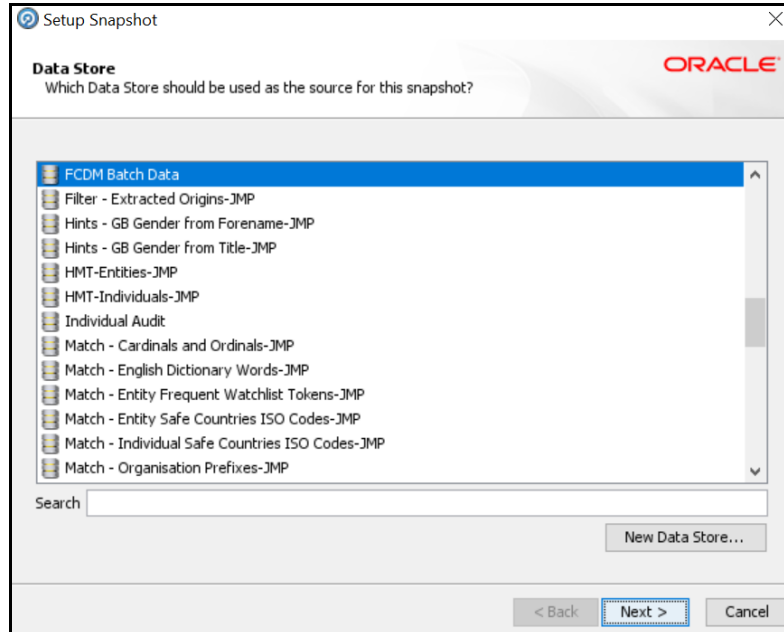 Setup Snapshot
Data Store
Which Data Store should be used as the source for this snapshot?
ORACLE
FCDM Batch Data
Filter - Extracted Origins-JMP
Hints - GB Gender from Forename-JMP
Hints - GB Gender from Title-JMP
HMT-Entities-JMP
HMT-Individuals-JMP
Individual Audit
Match - Cardinals and Ordinals-JMP
Match - English Dictionary Words-JMP
Match - Entity Frequent Watchlist Tokens-JMP
Match - Entity Safe Countries ISO Codes-JMP
Match - Individual Safe Countries ISO Codes-JMP
Match - Organisation Prefixes-JMP
Search
New Data Store...
< Back Next > Cancel